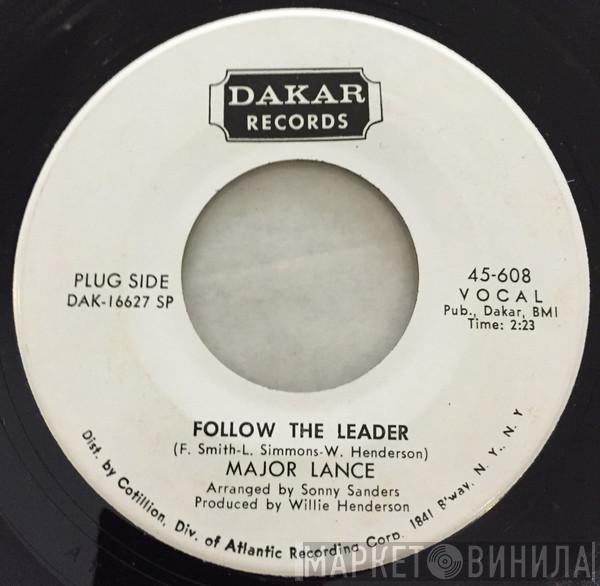 DAKAR
RECORDS
PLUG SIDE
DAK-16627 SP
45-608
VOCAL
Pub., Dakar, BMI
Time: 2:23
FOLLOW THE LEADER
(F. Smith-L. Simmons-W. Henderson)
MAJOR LANCE
Arranged by Sonny Sanders
Produced by Willie Henderson
Dist. by Cotillion, Div. of Atlantic Recording Corp. 1841 B'way, N. Y., N. Y
A
МАРКЕТ ВИНИЛА